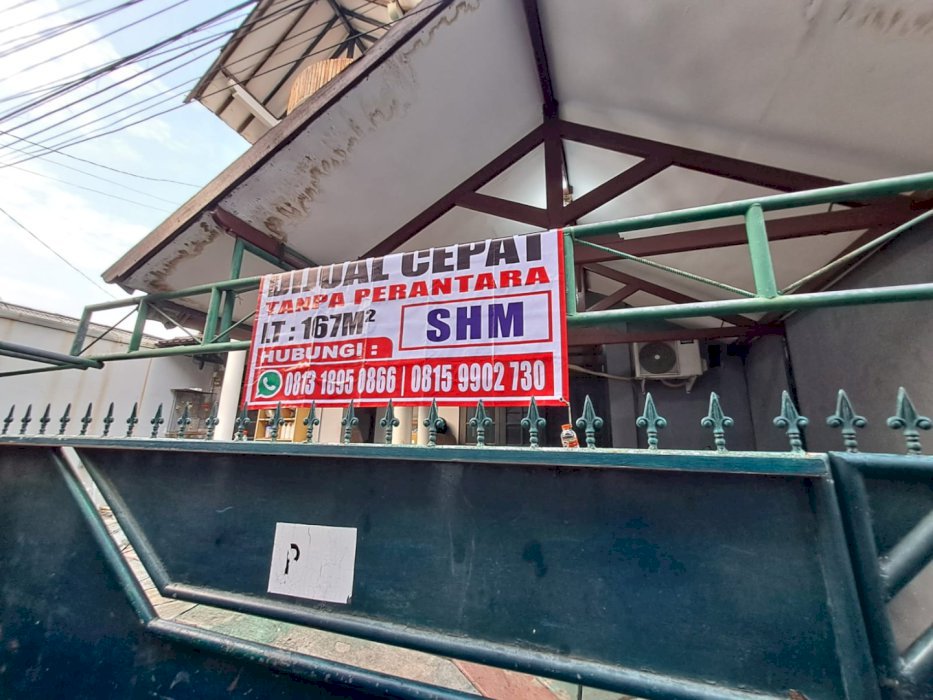 DIJUAL CEPAT
TANPA PERANTARA
LT : 167M²
SHM
HUBUNGI :
0813 1895 0866 | 0815 9902 730
P